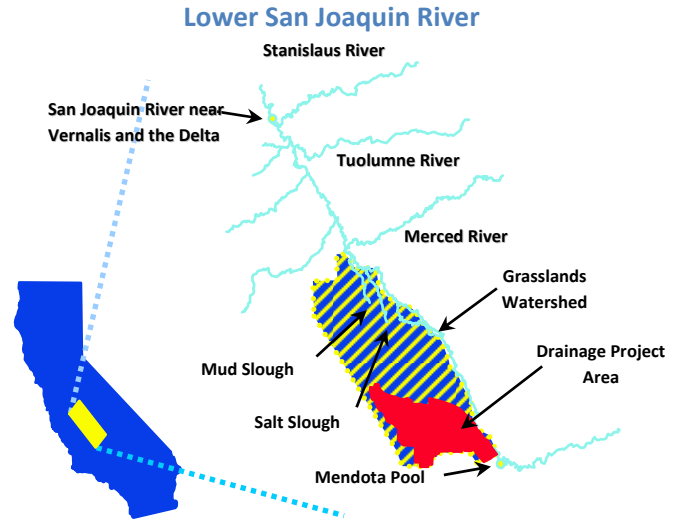 Lower San Joaquin River
Stanislaus River
San Joaquin River near
Vernalis and the Delta
Tuolumne River
Merced River
Grasslands
Watershed
Mud Slough
Drainage Project
Area
Salt Slough
Mendota Pool